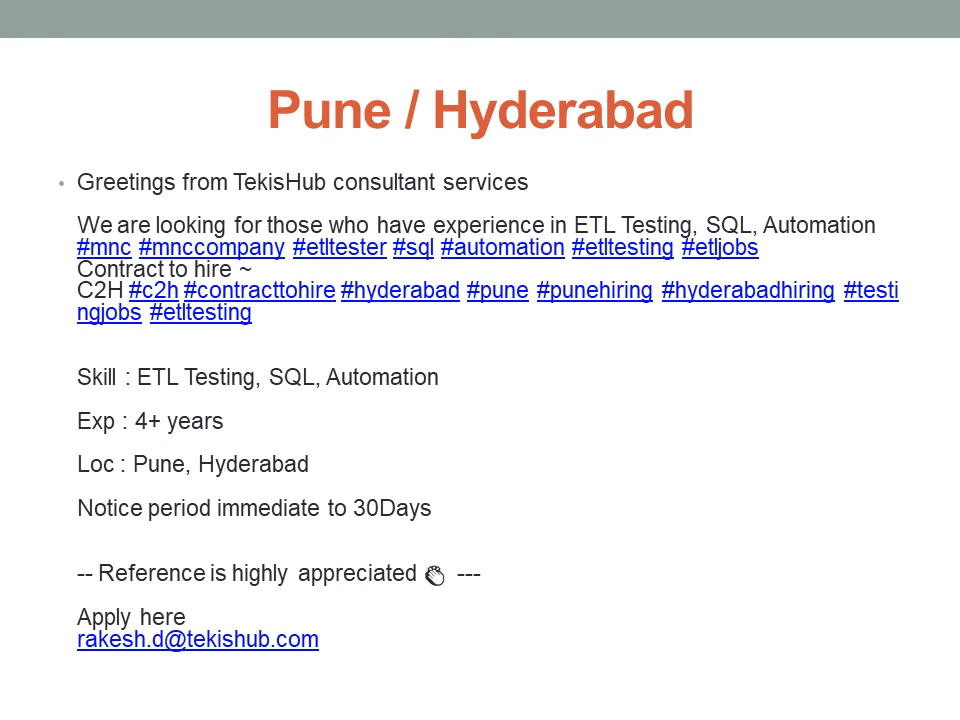 Pune / Hyderabad
• Greetings from TekisHub consultant services
We are looking for those who have experience in ETL Testing, SQL, Automation
#mnc #mnccompany #etltester #sql #automation #etltesting #etljobs
Contract to hire ~
C2H #c2h #contracttohire #hyderabad #pune #punehiring #hyderabadhiring #testi
ngjobs #etltesting
Skill : ETL Testing, SQL, Automation
Exp : 4+ years
Loc : Pune, Hyderabad
Notice period immediate to 30Days
-- Reference is highly appreciated 👏 ---
Apply here
rakesh.d@tekishub.com